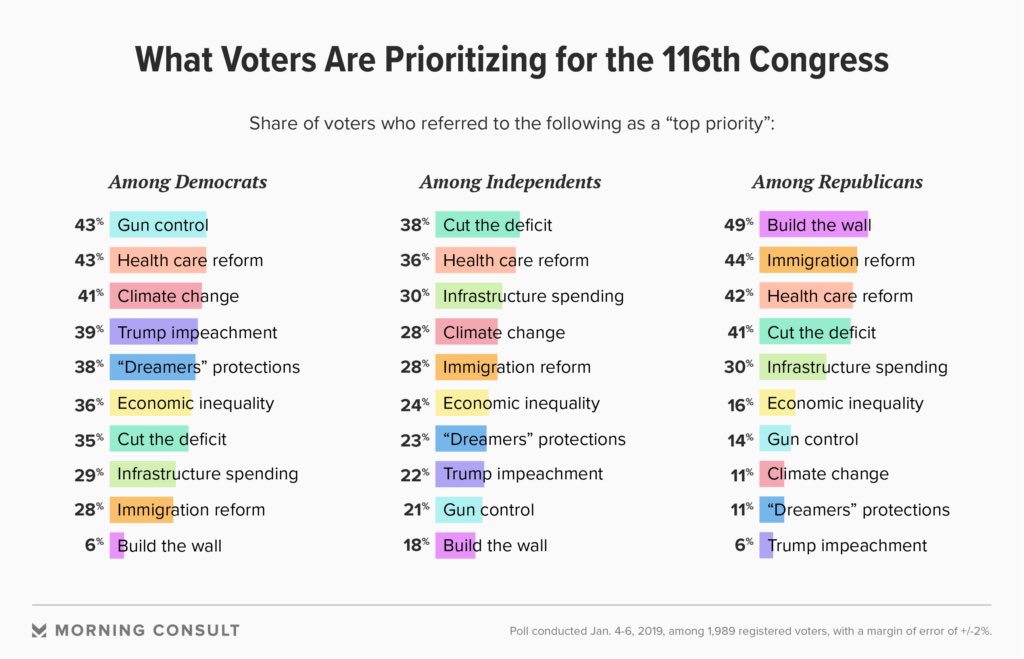 What Voters Are Prioritizing for the 116th Congress
Share of voters who referred to the following as a “top priority”:
Among Democrats
43% Gun control
43% Health care reform
41% Climate change
39% Trump impeachment
38% “Dreamers” protections
36% Economic inequality
35% Cut the deficit
29% Infrastructure spending
28% Immigration reform
6% Build the wall
Among Independents
38% Cut the deficit
36% Health care reform
30% Infrastructure spending
28% Climate change
28% Immigration reform
24% Economic inequality
23% “Dreamers” protections
22% Trump impeachment
21% Gun control
18% Build the wall
Among Republicans
49% Build the wall
44% Immigration reform
42% Health care reform
41% Cut the deficit
30% Infrastructure spending
16% Economic inequality
14% Gun control
11% Climate change
11% “Dreamers” protections
6% Trump impeachment
MORNING CONSULT
Poll conducted Jan. 4-6, 2019, among 1,989 registered voters, with a margin of error of +/-2%.